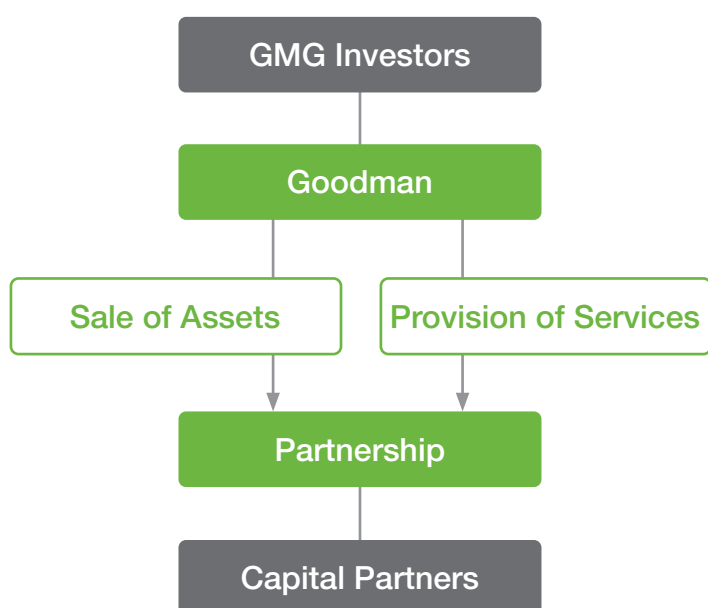 GMG Investors
Goodman
Sale of Assets
Provision of Services
Partnership
Capital Partners